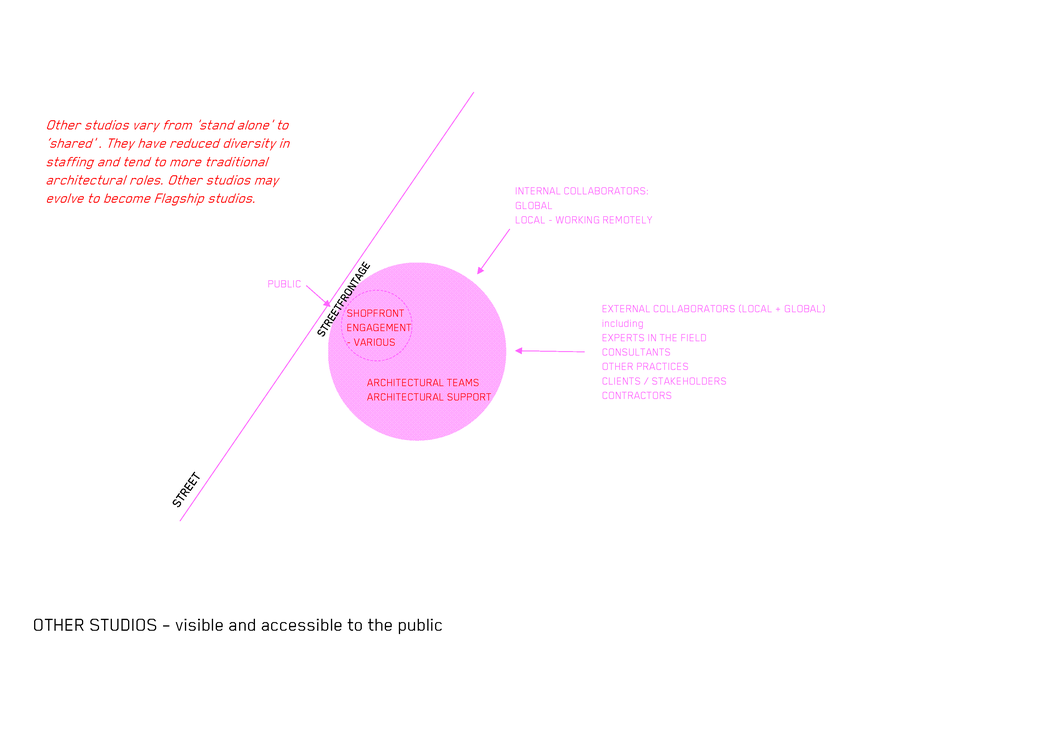 Other studios vary from 'stand alone' to
'shared' . They have reduced diversity in
staffing and tend to more traditional
architectural roles. Other studios may
evolve to become Flagship studios.
INTERNAL COLLABORATORS:
GLOBAL
LOCAL - WORKING REMOTELY
PUBLIC
STREETFRONTAGE
SHOPFRONT
ENGAGEMENT
- VARIOUS
EXTERNAL COLLABORATORS (LOCAL + GLOBAL)
including
EXPERTS IN THE FIELD
CONSULTANTS
OTHER PRACTICES
CLIENTS / STAKEHOLDERS
CONTRACTORS
ARCHITECTURAL TEAMS
ARCHITECTURAL SUPPORT
STREET
OTHER STUDIOS – visible and accessible to the public